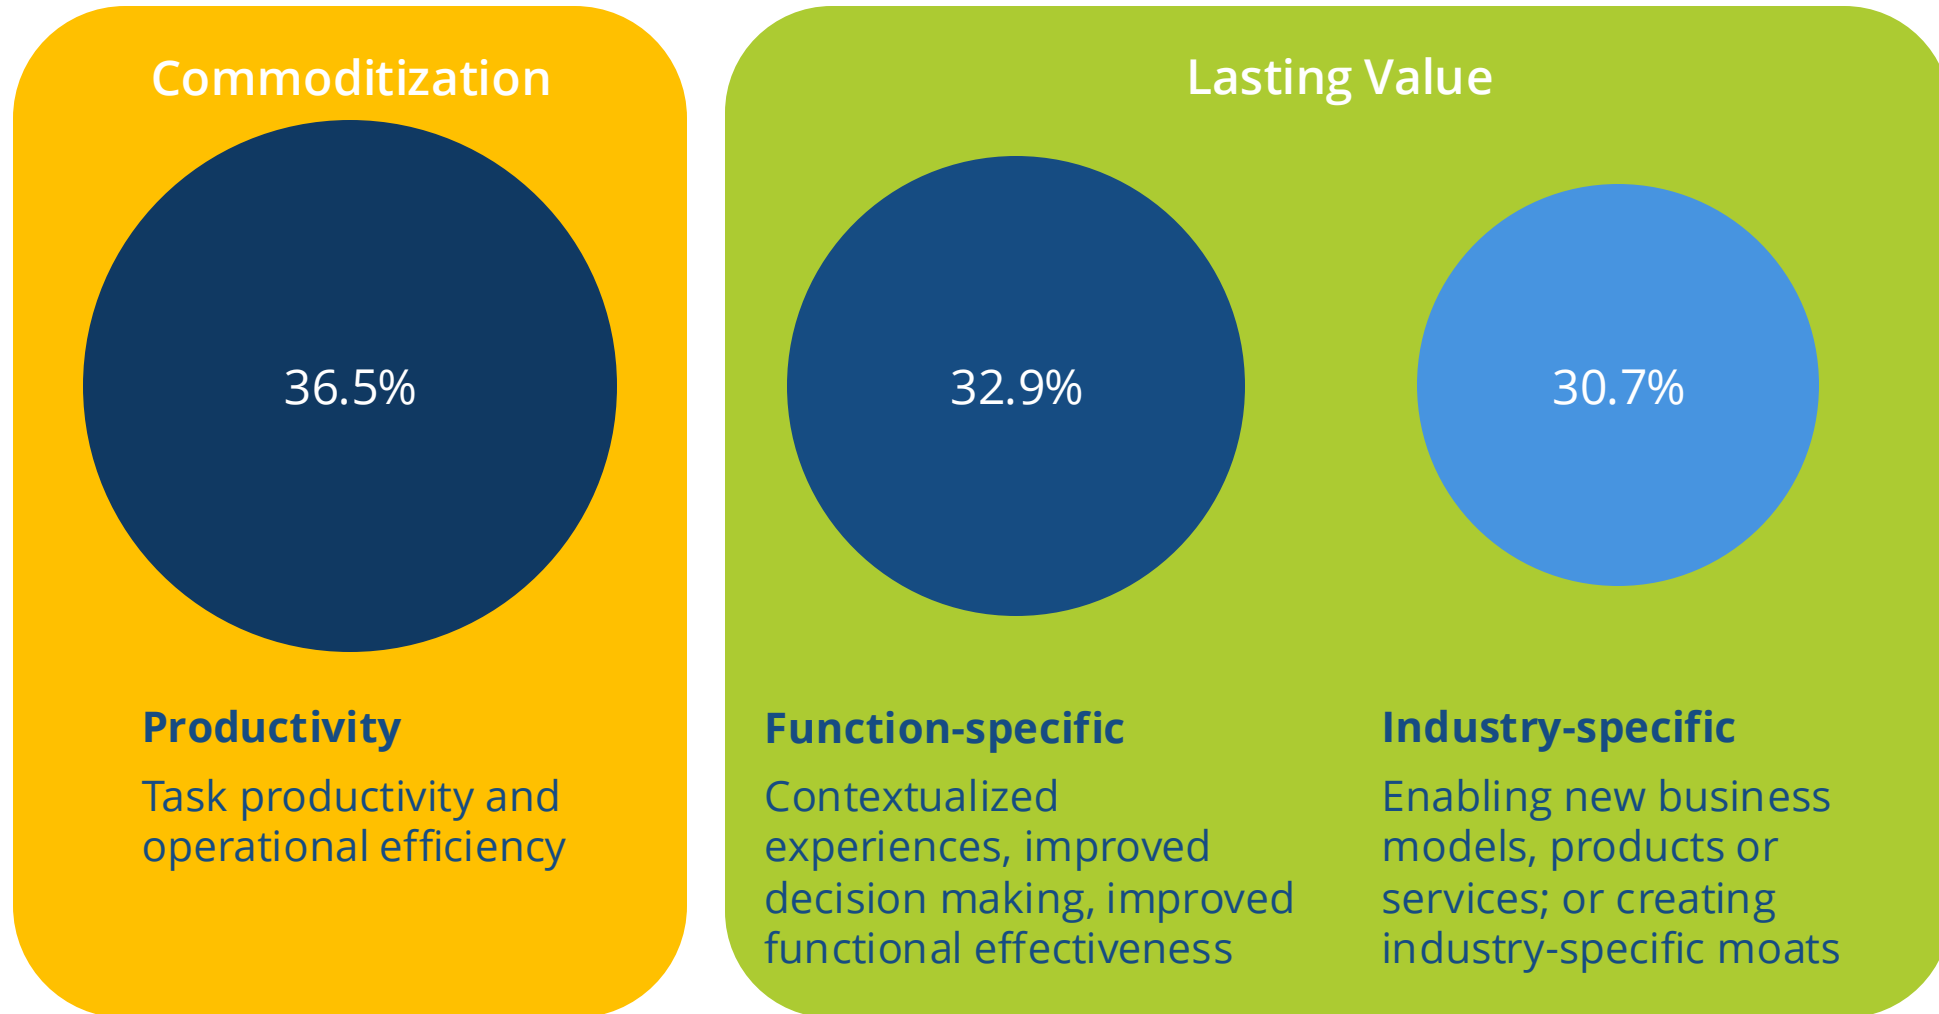 Commoditization
36.5%
Productivity
Task productivity and
operational efficiency
Lasting Value
32.9%
Function-specific
Contextualized
experiences, improved
decision making, improved
functional effectiveness
30.7%
Industry-specific
Enabling new business
models, products or
services; or creating
industry-specific moats